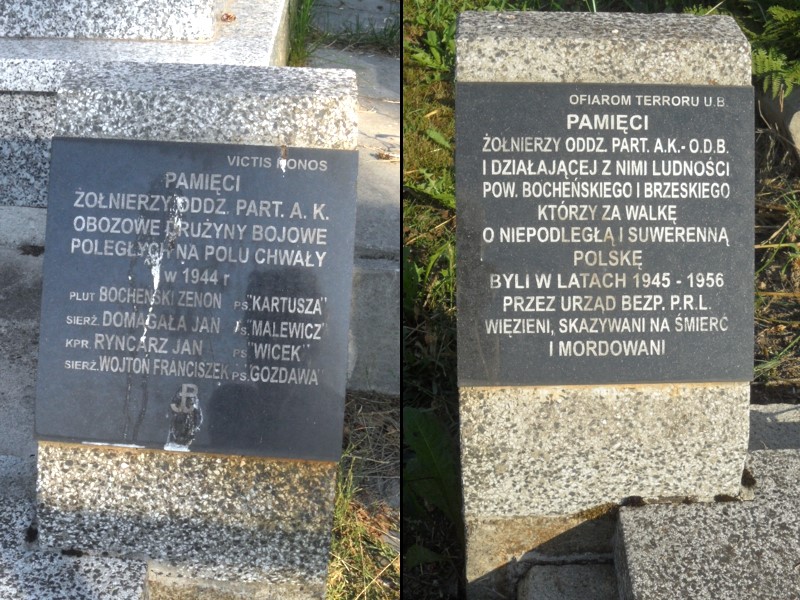 VICTIS HONOS
PAMIĘCI
ŻOŁNIERZY ODDZ. PART. A. K.
OBOZOWE DRUŻYNY BOJOWE
POLEGŁYCH NA POLU CHWAŁY
w 1944 r
PLUT BOCHEŃSKI ZENON PS."KARTUSZA"
SIERŻ. DOMAGAŁA JAN PS."MALEWICZ"
KPR. RYNCARZ JAN PS "WICEK"
SIERŻ. WOJTOŃ FRANCISZEK PS."GOZDAWA"
OFIAROM TERRORU U.B.
PAMIĘCI
ŻOŁNIERZY ODDZ. PART. A.K.- O.D.B.
I DZIAŁAJĄCEJ Z NIMI LUDNOŚCI
POW. BOCHEŃSKIEGO I BRZESKIEGO
KTÓRZY ZA WALKĘ
O NIEPODLEGŁĄ I SUWERENNĄ
POLSKĘ
BYLI W LATACH 1945 - 1956
PRZEZ URZĄD BEZP. P.R.L.
WIĘZIENI, SKAZYWANI NA ŚMIERĆ
I MORDOWANI